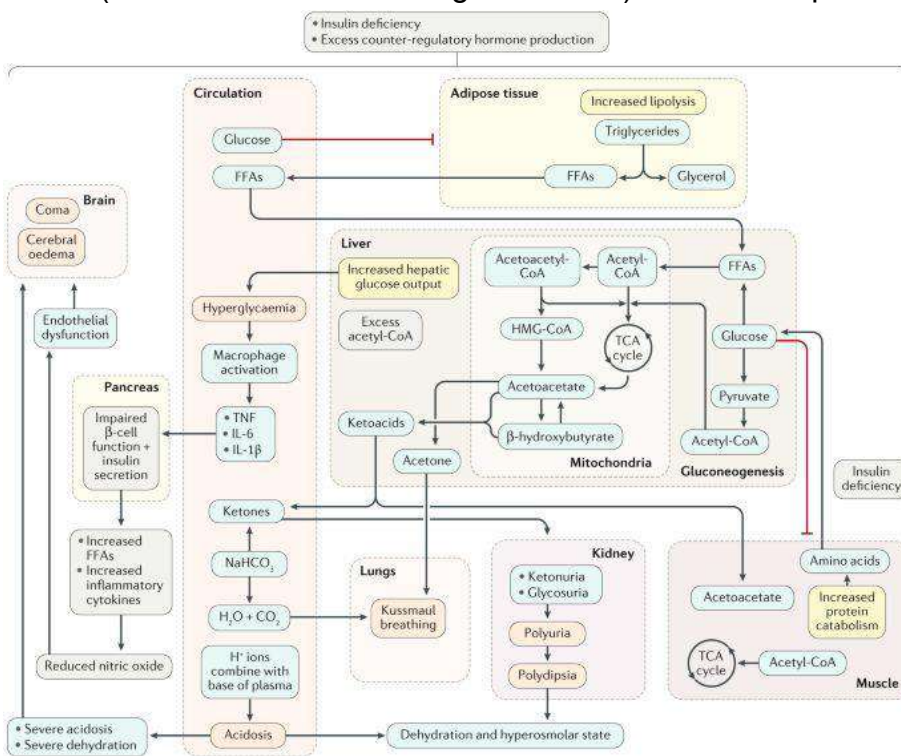 • Insulin deficiency
• Excess counter-regulatory hormone production
Circulation
Glucose
FFAs
Adipose tissue
Increased lipolysis
Triglycerides
FFAs
Glycerol
Brain
Coma
Cerebral
oedema
Endothelial
dysfunction
Liver
Increased hepatic
glucose output
Excess
acetyl-CoA
Acetoacetyl-
CoA
Acetyl-
CoA
FFAs
HMG-CoA
TCA
cycle
Glucose
Pyruvate
Acetyl-CoA
Acetoacetate
β-hydroxybutyrate
Mitochondria
Gluconeogenesis
Ketoacids
Acetone
Hyperglycaemia
Macrophage
activation
• TNF
• IL-6
• IL-1β
Pancreas
Impaired
β-cell
function +
insulin
secretion
• Increased
FFAs
• Increased
inflammatory
cytokines
Reduced nitric oxide
Ketones
NaHCO3
H2O + CO2
H+ ions
combine with
base of plasma
Acidosis
• Severe acidosis
• Severe dehydration
Lungs
Kussmaul
breathing
Kidney
• Ketonuria
• Glycosuria
Polyuria
Polydipsia
Dehydration and hyperosmolar state
Insulin
deficiency
Amino acids
Increased
protein
catabolism
Acetoacetate
TCA
cycle
Acetyl-CoA
Muscle